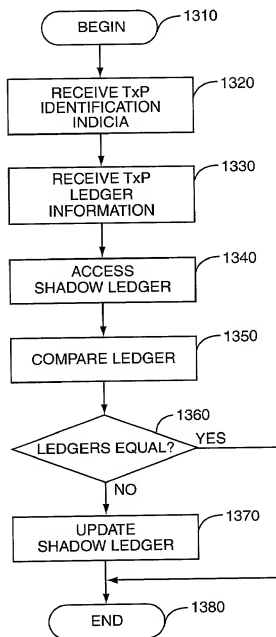 BEGIN
1310
RECEIVE TxP
IDENTIFICATION
INDICIA
1320
RECEIVE TxP
LEDGER
INFORMATION
1330
ACCESS
SHADOW LEDGER
1340
COMPARE LEDGER
1350
LEDGERS EQUAL?
1360
YES
NO
UPDATE
SHADOW LEDGER
1370
END
1380